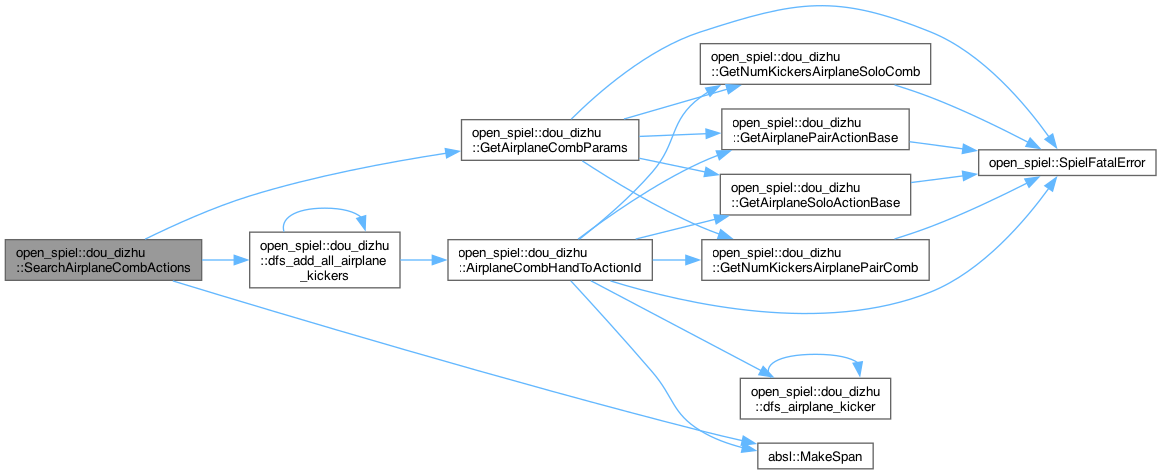 open_spiel::dou_dizhu
::SearchAirplaneCombActions
open_spiel::dou_dizhu
::GetAirplaneCombParams
open_spiel::dou_dizhu
::dfs_add_all_airplane
_kickers
open_spiel::dou_dizhu
::AirplaneCombHandToActionId
open_spiel::dou_dizhu
::GetNumKickersAirplaneSoloComb
open_spiel::dou_dizhu
::GetAirplanePairActionBase
open_spiel::dou_dizhu
::GetAirplaneSoloActionBase
open_spiel::dou_dizhu
::GetNumKickersAirplanePairComb
open_spiel::SpielFatalError
open_spiel::dou_dizhu
::dfs_airplane_kicker
absl::MakeSpan